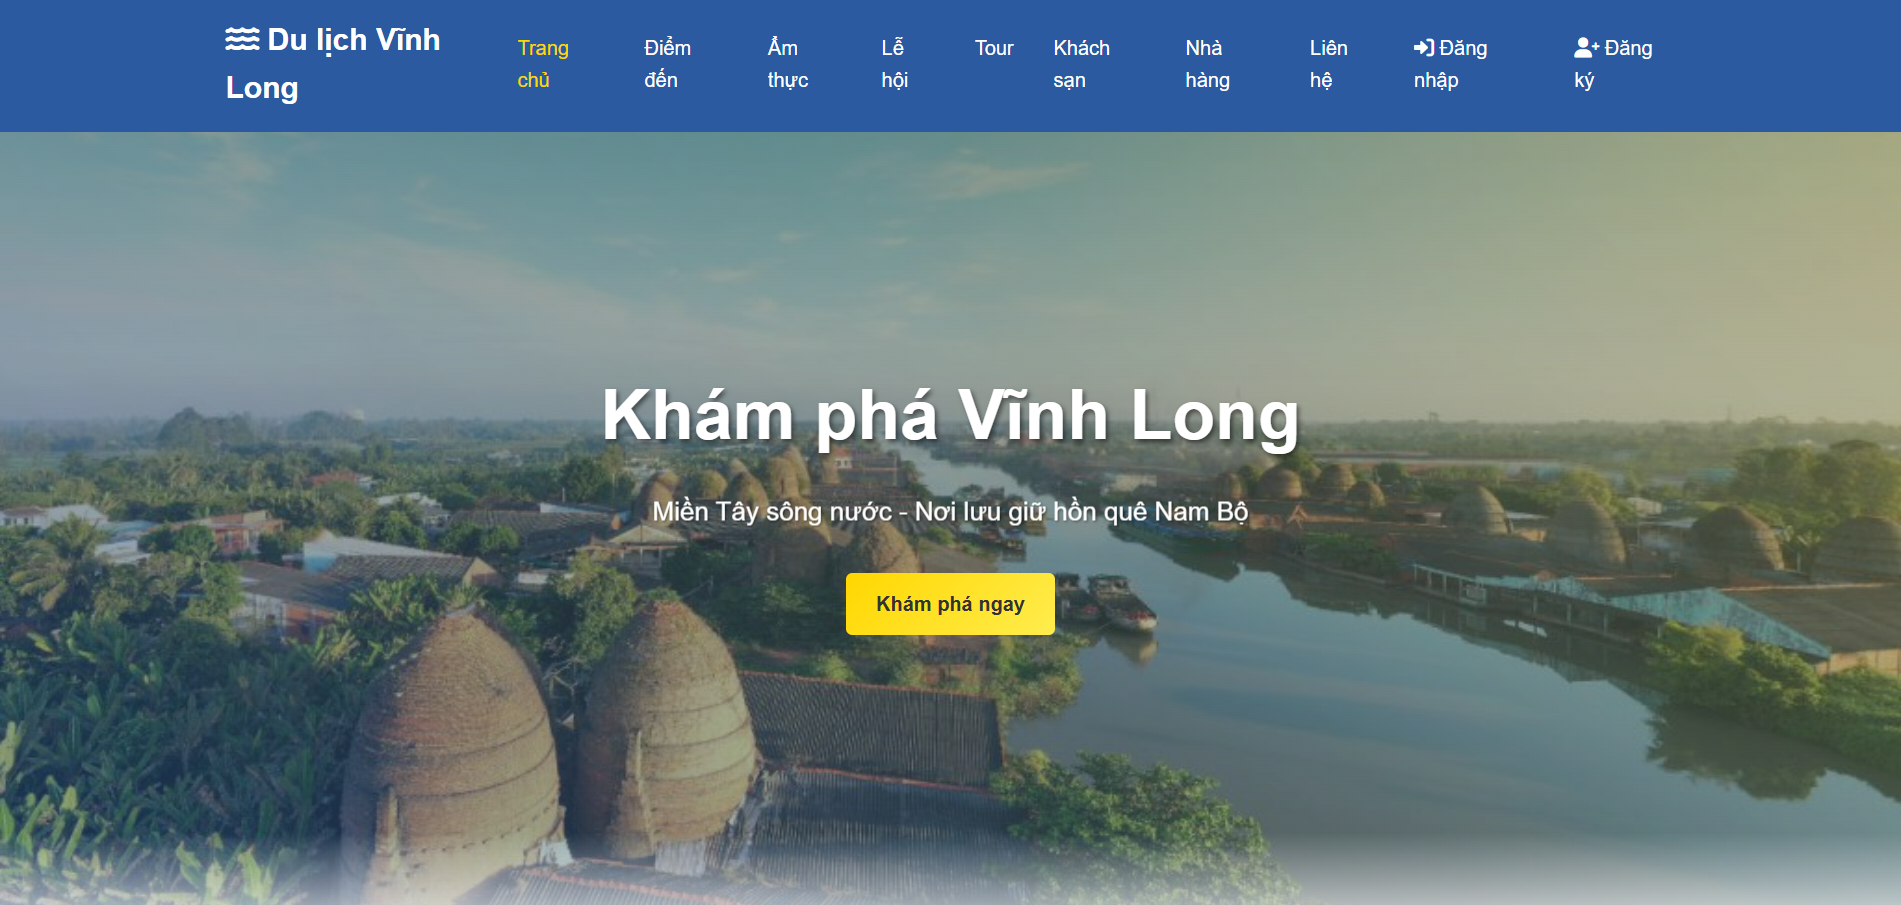 Du lịch Vĩnh
Long
Trang
chủ
Điểm
đến
Ẩm
thực
Lễ
hội
Tour
Khách
sạn
Nhà
hàng
Liên
hệ
Đăng
nhập
Đăng
ký
Khám phá Vĩnh Long
Miền Tây sông nước - Nơi lưu giữ hồn quê Nam Bộ
Khám phá ngay